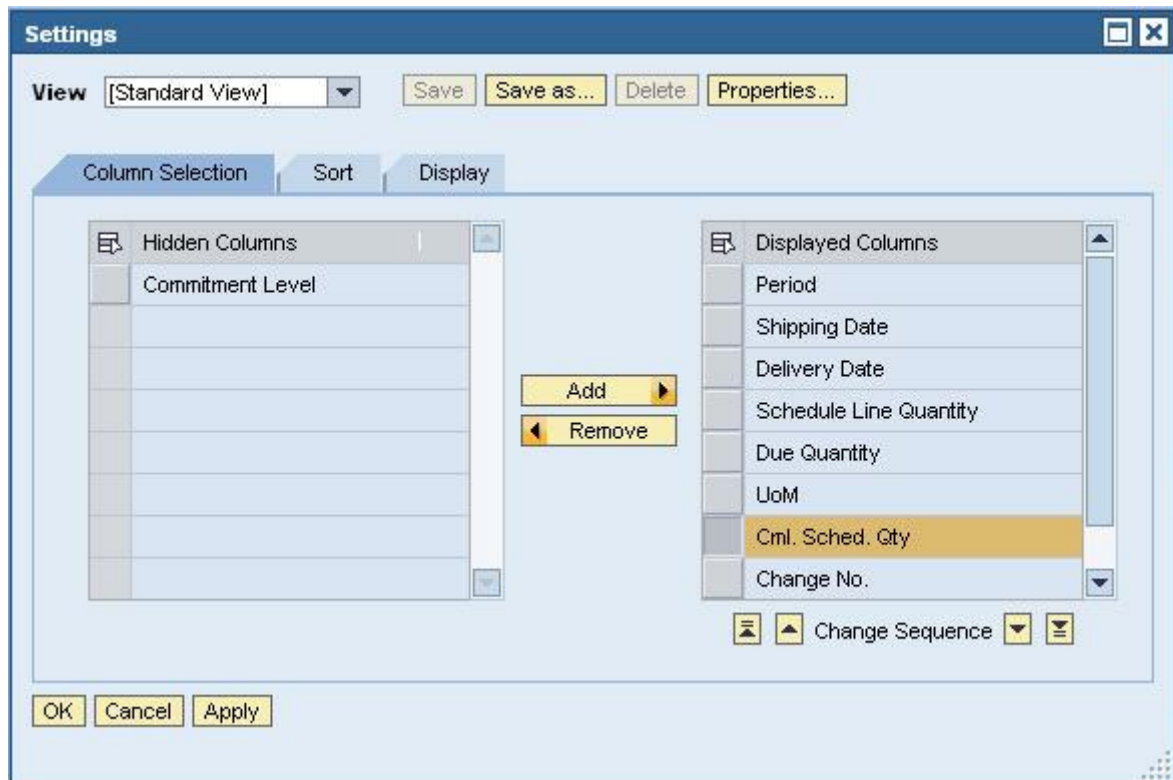 Settings
View [Standard View] Save Save as... Delete Properties...
Column Selection Sort Display
Hidden Columns
Commitment Level
Add
Remove
Displayed Columns
Period
Shipping Date
Delivery Date
Schedule Line Quantity
Due Quantity
UoM
Cml. Sched. Qty
Change No.
Change Sequence
OK Cancel Apply